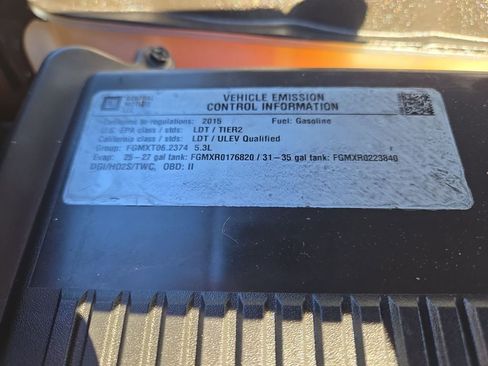 GM GENERAL MOTORS
VEHICLE EMISSION
CONTROL INFORMATION
Conforms to regulations: 2015 Fuel: Gasoline
U.S. EPA class / stds: LDT / TIER2
California class / stds: LDT / ULEV Qualified
Group: FGMXT06.2374 5.3L
Evap: 25-27 gal tank: FGMXR0176820 / 31-35 gal tank: FGMXR0223840
DGI/HO2S/TWC, OBD: II